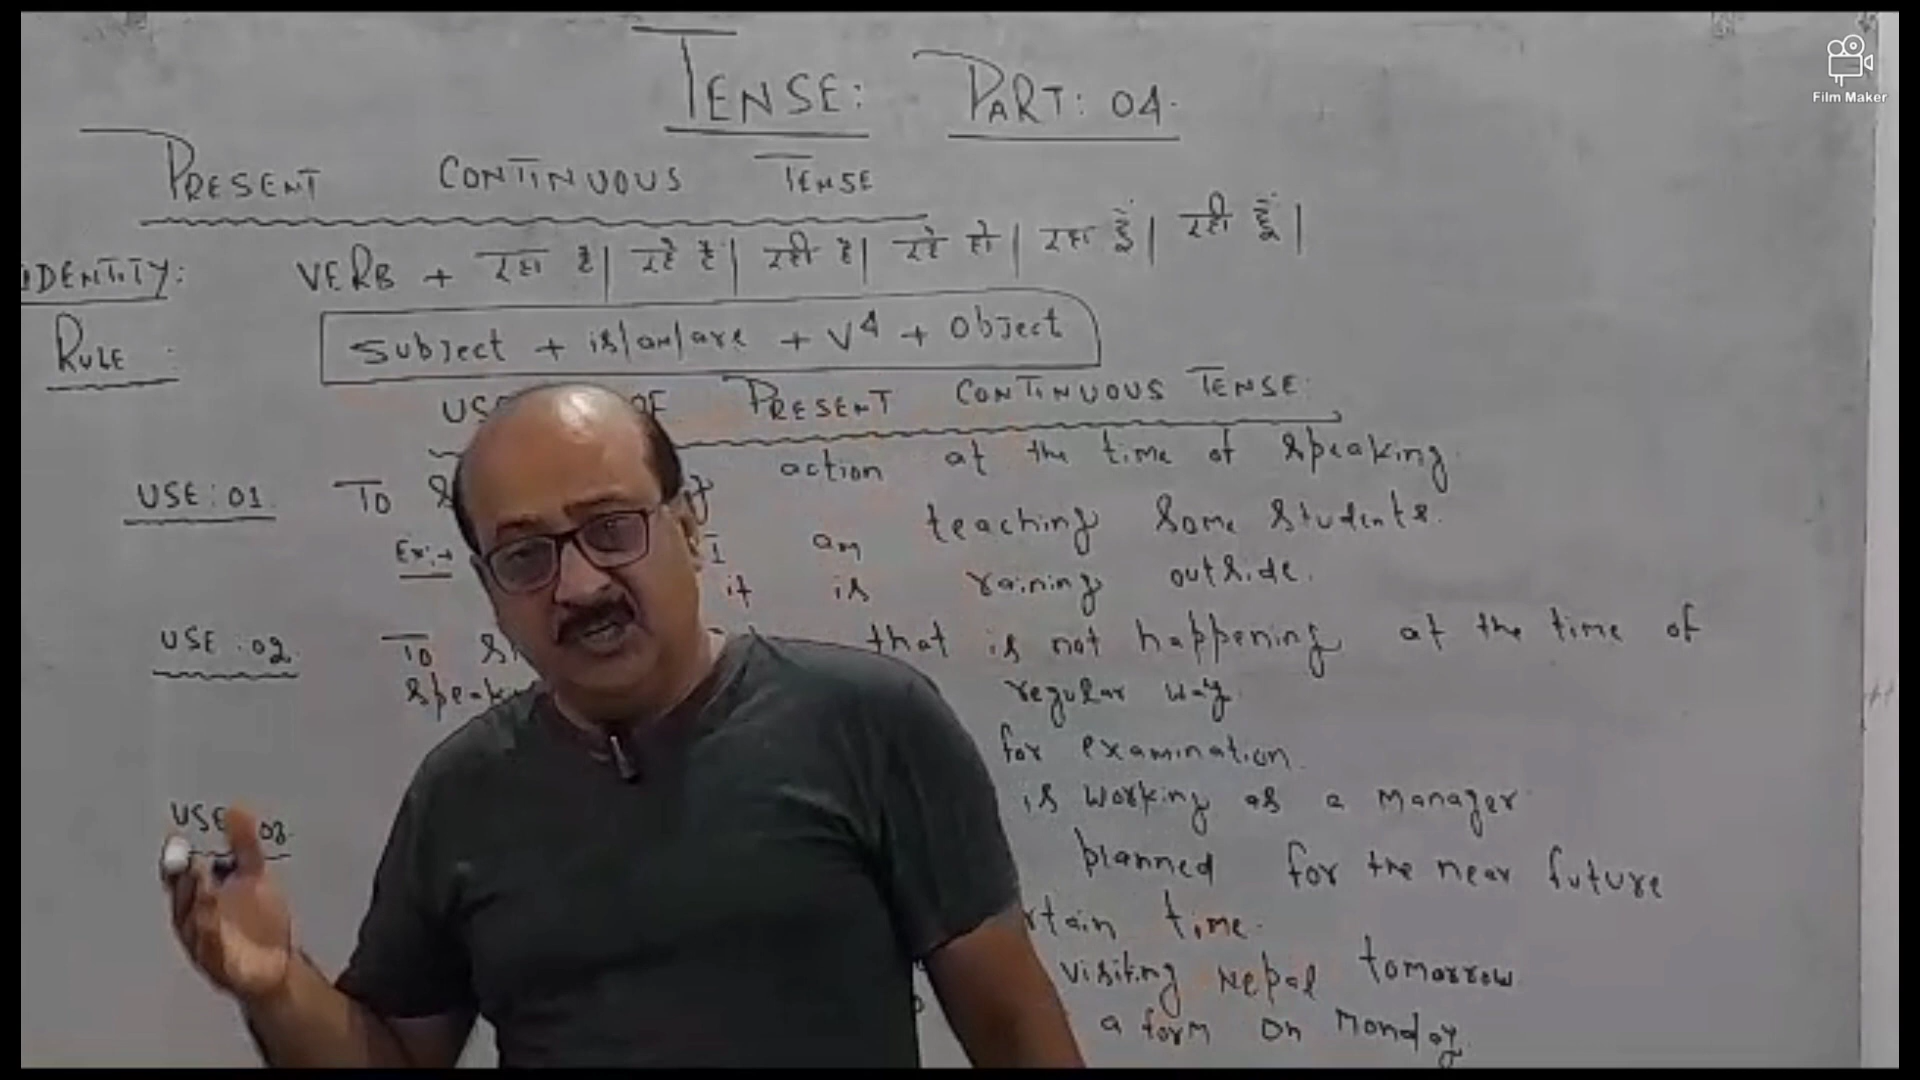 TENSE: PART: 04.
Film Maker
PRESENT CONTINUOUS TENSE
IDENTITY: VERB + रहा है| रहे हैं| रही है| रहे हो| रहा हूँ| रही हूँ|
RULE : Subject + is/am/are + V4 + Object
OF PRESENT CONTINUOUS TENSE:
USE: 01 To action at the time of speaking.
Ex:→ I am teaching some students.
it is raining outside.
USE: 02 To that is not happening at the time of
regular way.
for examination.
is working as a manager
USE 03. planned for the near future
time.
visiting Nepal tomorrow
a form on Monday.